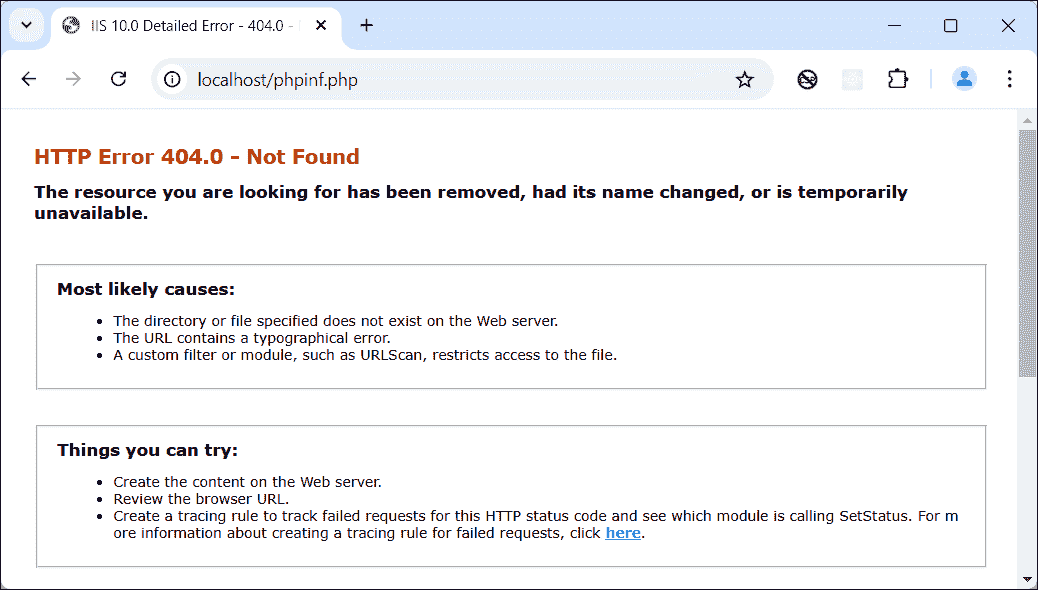 IIS 10.0 Detailed Error - 404.0 -
localhost/phpinf.php
HTTP Error 404.0 - Not Found
The resource you are looking for has been removed, had its name changed, or is temporarily
unavailable.
Most likely causes:
• The directory or file specified does not exist on the Web server.
• The URL contains a typographical error.
• A custom filter or module, such as URLScan, restricts access to the file.
Things you can try:
• Create the content on the Web server.
• Review the browser URL.
• Create a tracing rule to track failed requests for this HTTP status code and see which module is calling SetStatus. For m
ore information about creating a tracing rule for failed requests, click here.